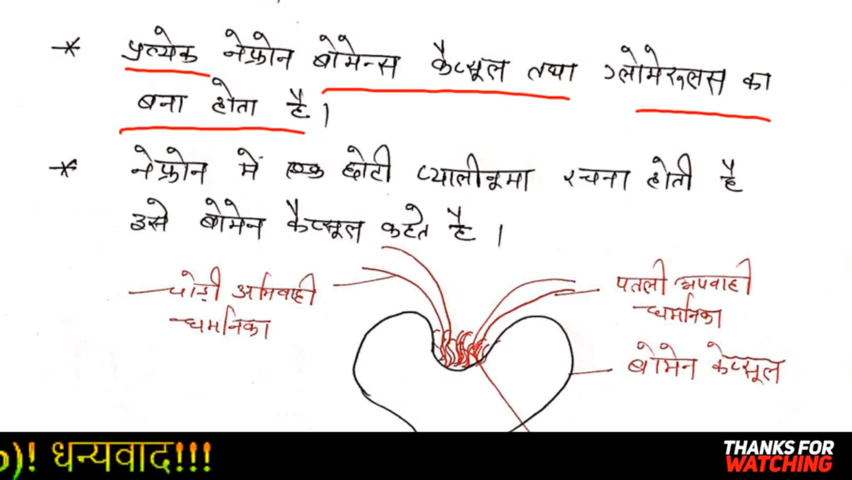 * प्रत्येक नेफ्रोन बोमेन्स कैप्सूल तथा ग्लोमेरूलस का
बना होता है।
* नेफ्रोन में एक छोटी प्यालीनूमा रचना होती है
उसे बोमेन कैप्सूल कहते है।
चोड़ी अभिवाही
धमनिका
पतली अपवाही
धमनिका
बोमेन केप्सूल
)! धन्यवाद!!!
THANKS FOR
WATCHING